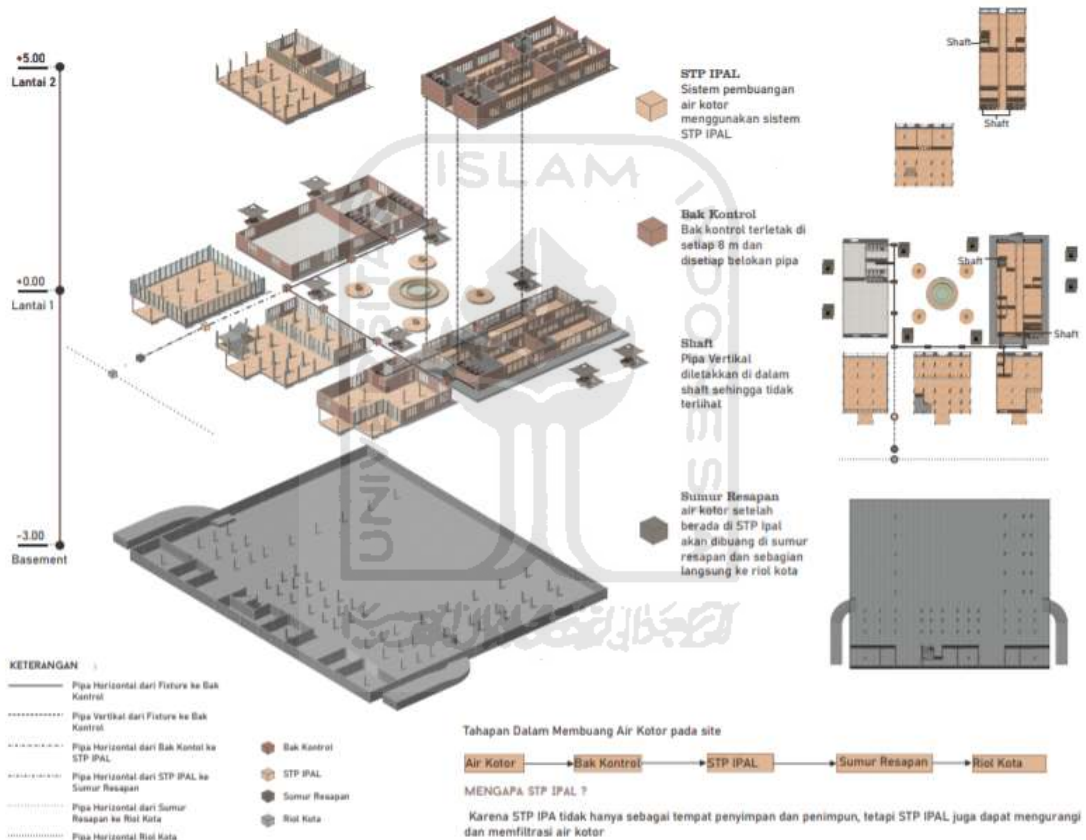 +5.00
Lantai 2
+0.00
Lantai 1
-3.00
Basement
STP IPAL
Sistem pembuangan
air kotor
menggunakan sistem
STP IPAL
Bak Kontrol
Bak kontrol terletak di
setiap 8 m dan
disetiap belokan pipa
Shaft
Pipa Vertikal
diletakkan di dalam
shaft sehingga tidak
terlihat
Sumur Resapan
air kotor setelah
berada di STP Ipal
akan dibuang di sumur
resapan dan sebagian
langsung ke riol kota
Shaft
Shaft
Shaft
Shaft
ISLAM
UNIVERSITAS
INDONESIA
KETERANGAN :
Pipa Horizontal dari Fixture ke Bak
Kontrol
Pipa Vertikal dari Fixture ke Bak
Kontrol
Pipa Horizontal dari Bak Kontol ke
STP IPAL
Pipa Horizontal dari STP IPAL ke
Sumur Resapan
Pipa Horizontal dari Sumur
Resapan ke Riol Kota
Pipa Horizontal Riol Kota
Bak Kontrol
STP IPAL
Sumur Resapan
Riol Kota
Tahapan Dalam Membuang Air Kotor pada site
Air Kotor
Bak Kontrol
STP IPAL
Sumur Resapan
Riol Kota
MENGAPA STP IPAL ?
Karena STP IPA tidak hanya sebagai tempat penyimpan dan penimpun, tetapi STP IPAL juga dapat mengurangi
dan memfiltrasi air kotor